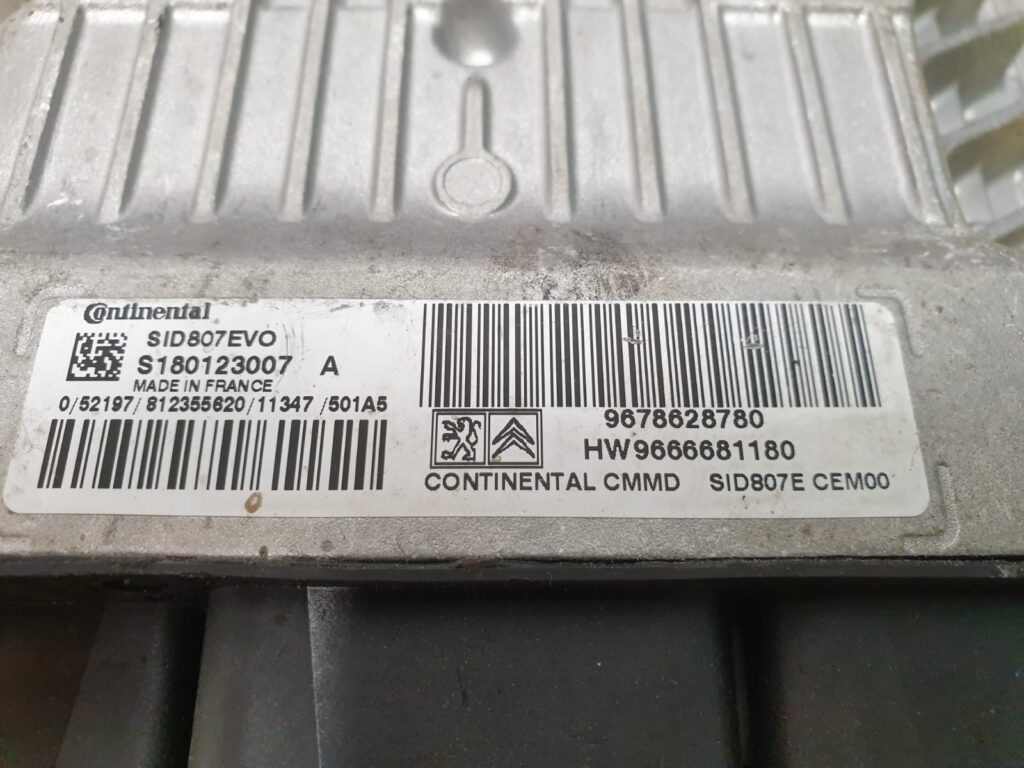 Continental
SID807EVO
S180123007 A
MADE IN FRANCE
0/52197/812355620/11347/501A5
9678628780
HW9666681180
CONTINENTAL CMMD SID807E CEM00